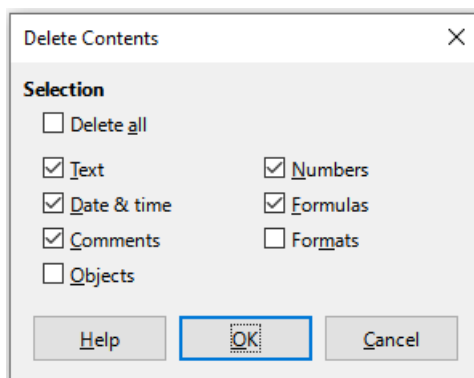 Delete Contents
Selection
Delete all
Text Numbers
Date & time Formulas
Comments Formats
Objects
Help OK Cancel